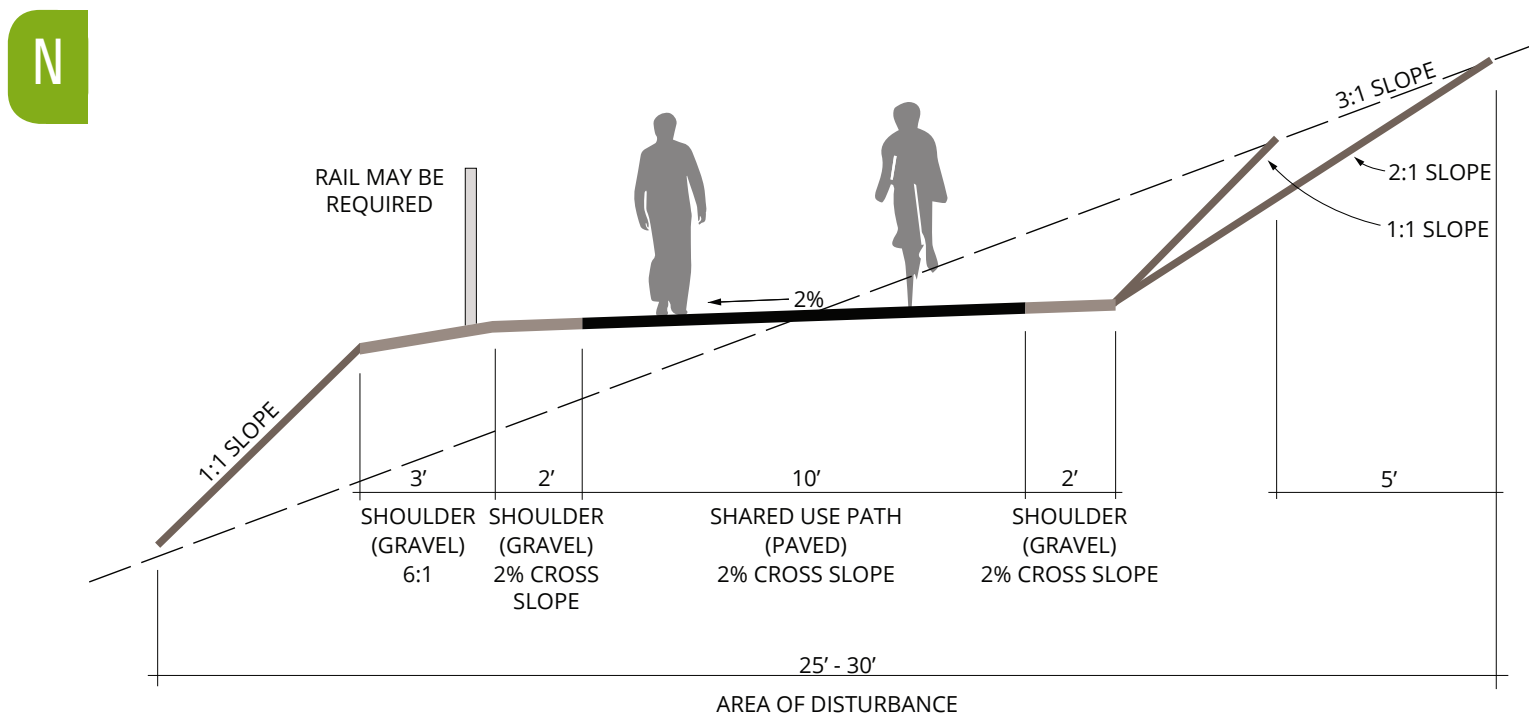 N
RAIL MAY BE
REQUIRED
3:1 SLOPE
2:1 SLOPE
1:1 SLOPE
2%
1:1 SLOPE
3’
2’
10’
2’
5’
SHOULDER
(GRAVEL)
6:1
SHOULDER
(GRAVEL)
2% CROSS
SLOPE
SHARED USE PATH
(PAVED)
2% CROSS SLOPE
SHOULDER
(GRAVEL)
2% CROSS SLOPE
25’ - 30’
AREA OF DISTURBANCE